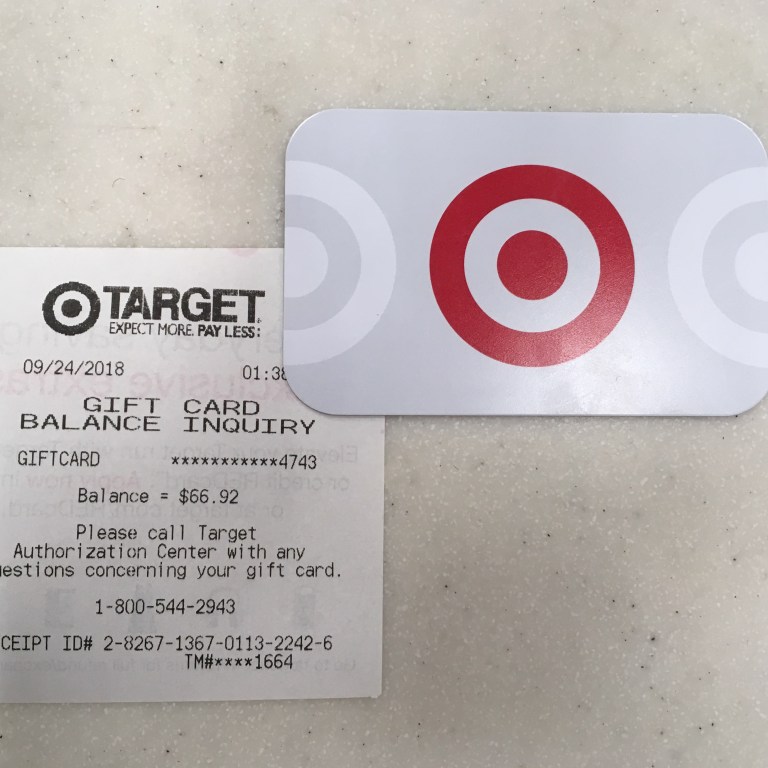 TARGET
EXPECT MORE. PAY LESS.
09/24/2018 01:38
GIFT CARD
BALANCE INQUIRY
GIFTCARD ***********4743
Balance = $66.92
Please call Target
Authorization Center with any
estions concerning your gift card.
1-800-544-2943
CEIPT ID# 2-8267-1367-0113-2242-6
TM#****1664